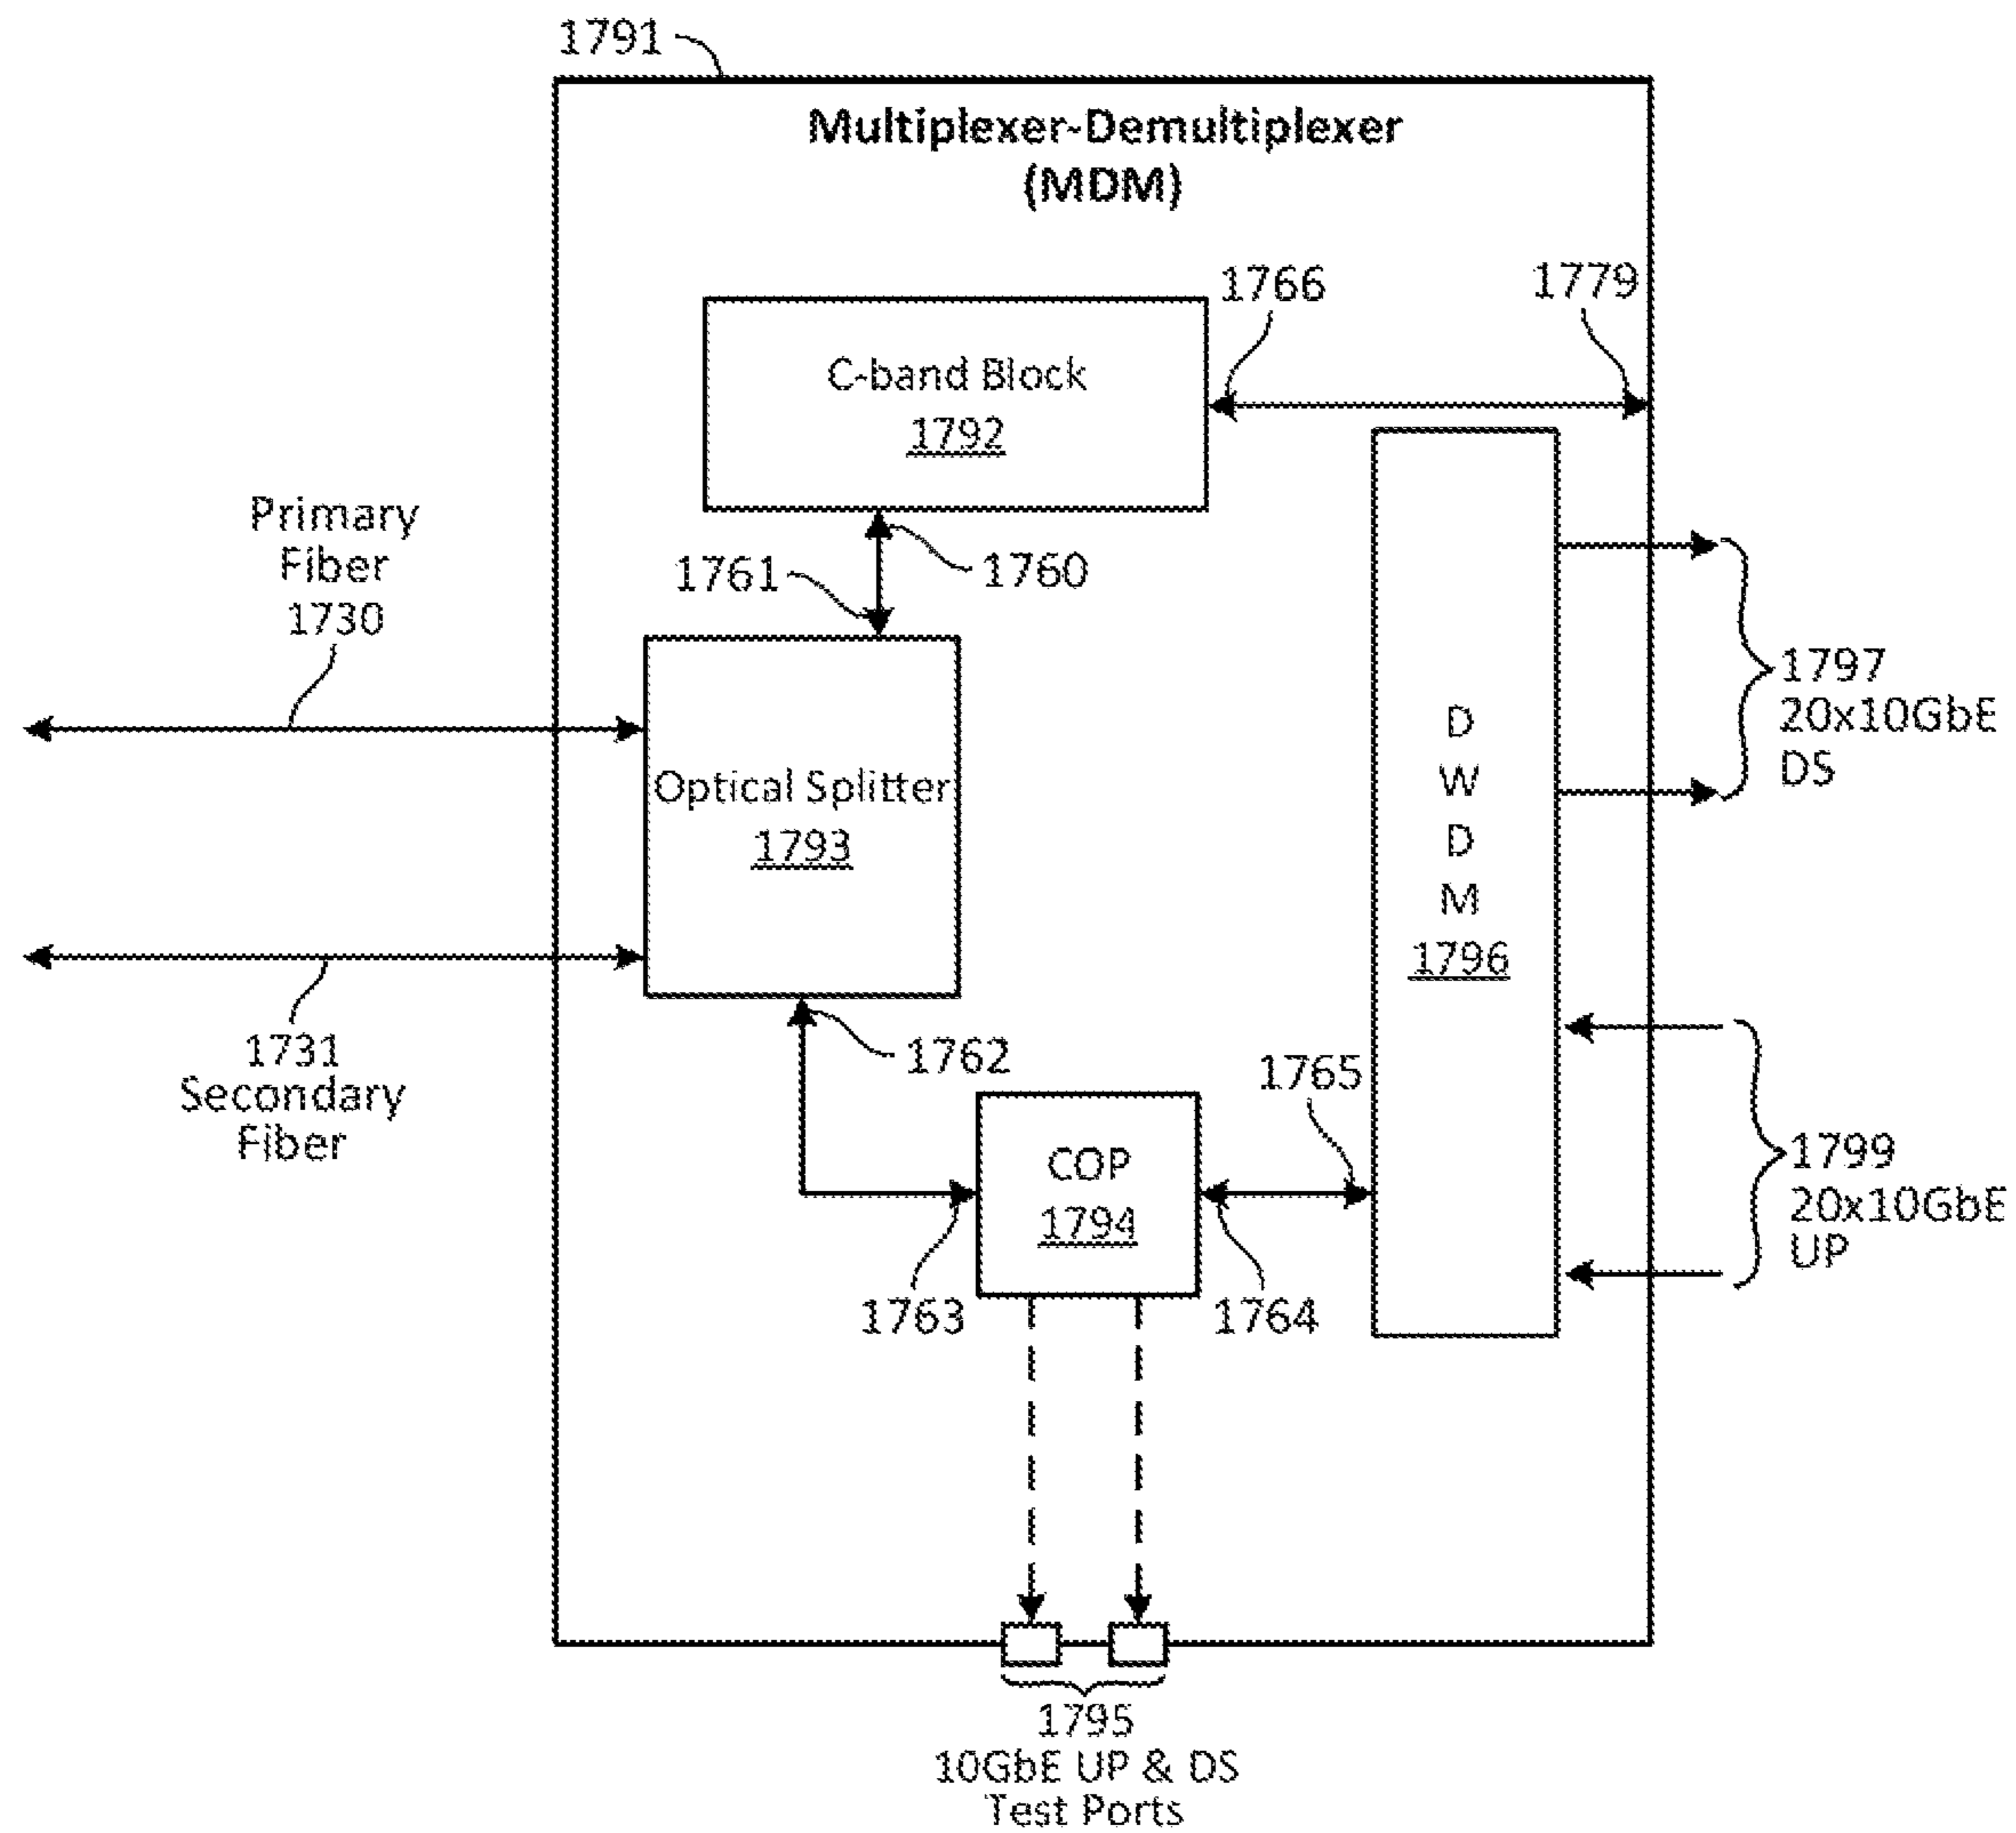 1791
Multiplexer-Demultiplexer
(MDM)
1766
1779
C-band Block
1792
Primary
Fiber
1730
1761
1760
1797
20x10GbE
DS
Optical Splitter
1793
D
W
D
M
1796
1731
Secondary
Fiber
1762
1765
COP
1794
1763
1764
1799
20x10GbE
UP
1795
10GbE UP & DS
Test Ports